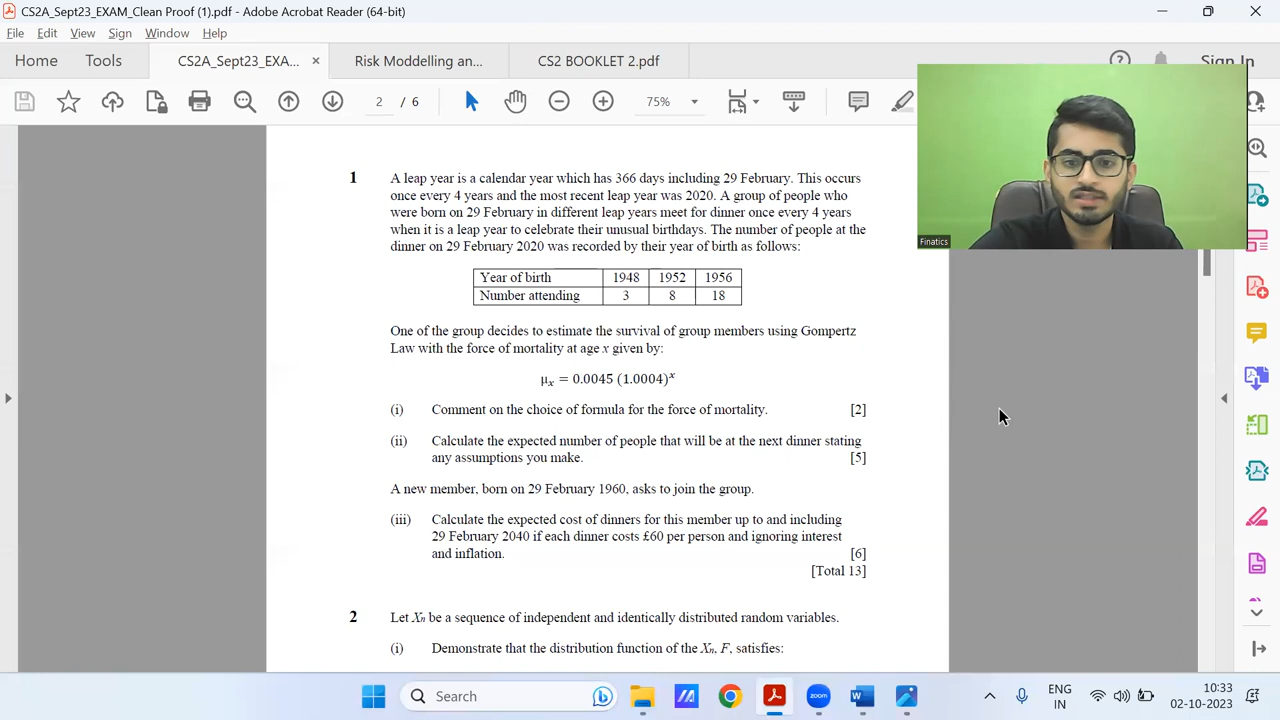 CS2A_Sept23_EXAM_Clean Proof (1).pdf - Adobe Acrobat Reader (64-bit)
File Edit View Sign Window Help
Home Tools CS2A_Sept23_EXA... × Risk Moddelling an... CS2 BOOKLET 2.pdf Sign In
2 / 6 75%
Finatics
1 A leap year is a calendar year which has 366 days including 29 February. This occurs
once every 4 years and the most recent leap year was 2020. A group of people who
were born on 29 February in different leap years meet for dinner once every 4 years
when it is a leap year to celebrate their unusual birthdays. The number of people at the
dinner on 29 February 2020 was recorded by their year of birth as follows:
Year of birth 1948 1952 1956
Number attending 3 8 18
One of the group decides to estimate the survival of group members using Gompertz
Law with the force of mortality at age x given by:
μₓ = 0.0045 (1.0004)ˣ
(i) Comment on the choice of formula for the force of mortality. [2]
(ii) Calculate the expected number of people that will be at the next dinner stating
any assumptions you make. [5]
A new member, born on 29 February 1960, asks to join the group.
(iii) Calculate the expected cost of dinners for this member up to and including
29 February 2040 if each dinner costs £60 per person and ignoring interest
and inflation. [6]
[Total 13]
2 Let Xₙ be a sequence of independent and identically distributed random variables.
(i) Demonstrate that the distribution function of the Xₙ, F, satisfies:
Search
zoom
ENG
IN
10:33
02-10-2023